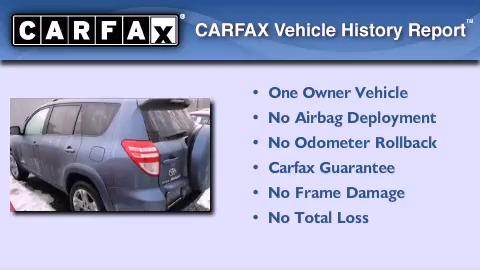 CARFAX® CARFAX Vehicle History Report™
• One Owner Vehicle
• No Airbag Deployment
• No Odometer Rollback
• Carfax Guarantee
• No Frame Damage
• No Total Loss